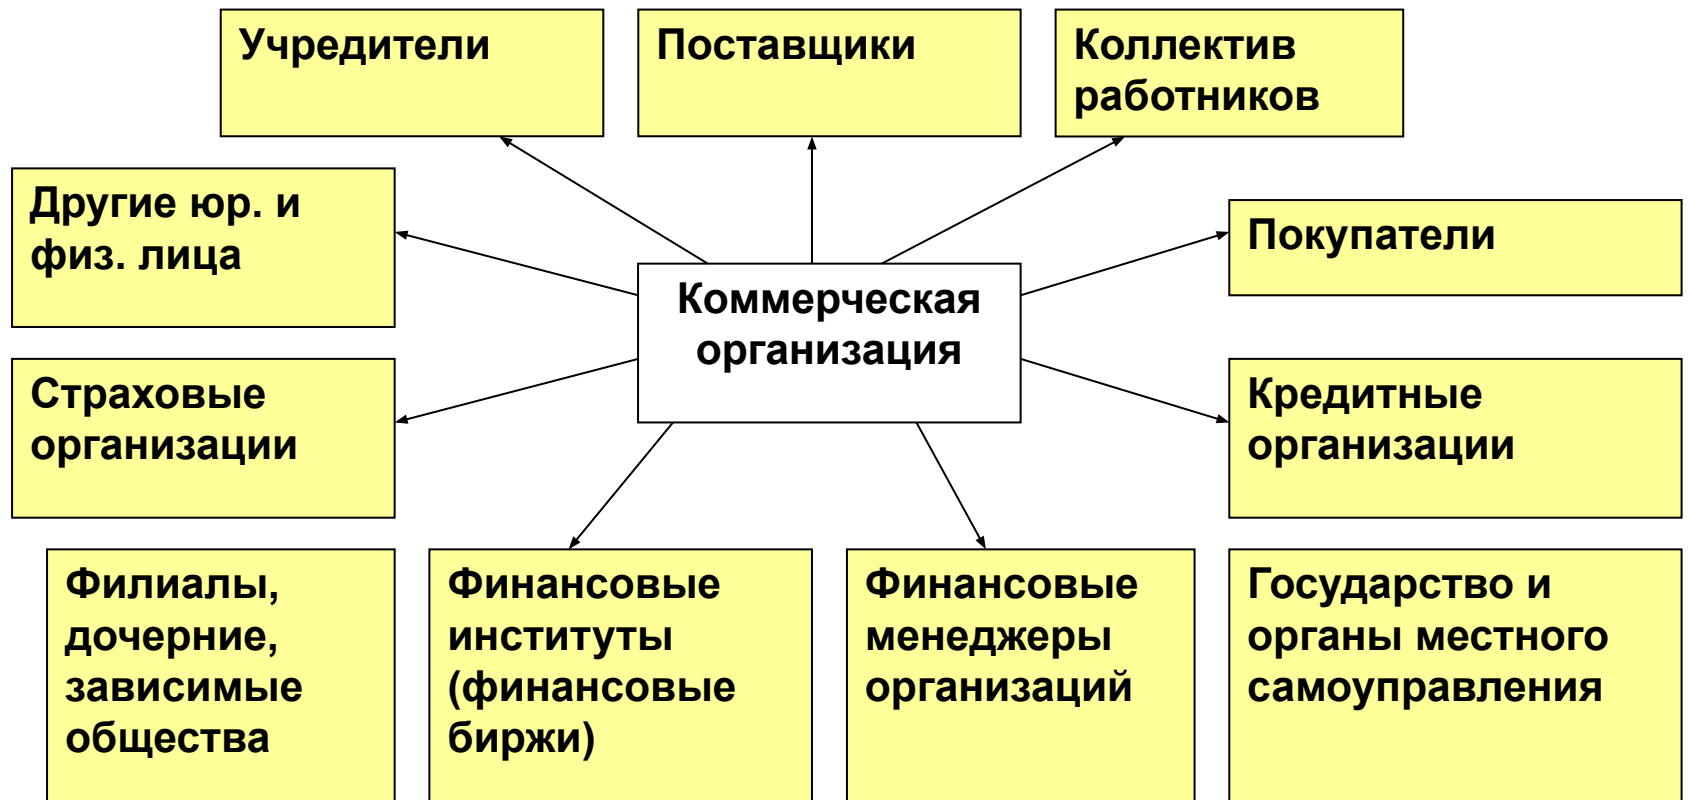 Учредители
Поставщики
Коллектив
работников
Другие юр. и
физ. лица
Покупатели
Коммерческая
организация
Страховые
организации
Кредитные
организации
Филиалы,
дочерние,
зависимые
общества
Финансовые
институты
(финансовые
биржи)
Финансовые
менеджеры
организаций
Государство и
органы местного
самоуправления